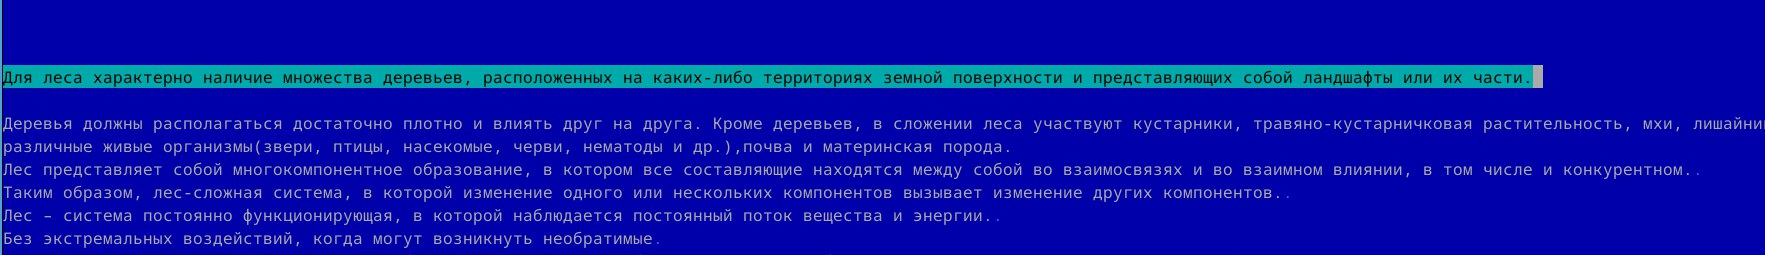 Для леса характерно наличие множества деревьев, расположенных на каких-либо территориях земной поверхности и представляющих собой ландшафты или их части.
Деревья должны располагаться достаточно плотно и влиять друг на друга. Кроме деревьев, в сложении леса участвуют кустарники, травяно-кустарничковая растительность, мхи,
различные живые организмы(звери, птицы, насекомые, черви, нематоды и др.),почва и материнская порода.
Лес представляет собой многокомпонентное образование, в котором все составляющие находятся между собой во взаимосвязях и во взаимном влиянии, в том числе и конкурентном..
Таким образом, лес-сложная система, в которой изменение одного или нескольких компонентов вызывает изменение других компонентов..
Лес – система постоянно функционирующая, в которой наблюдается постоянный поток вещества и энергии..
Без экстремальных воздействий, когда могут возникнуть необратимые.